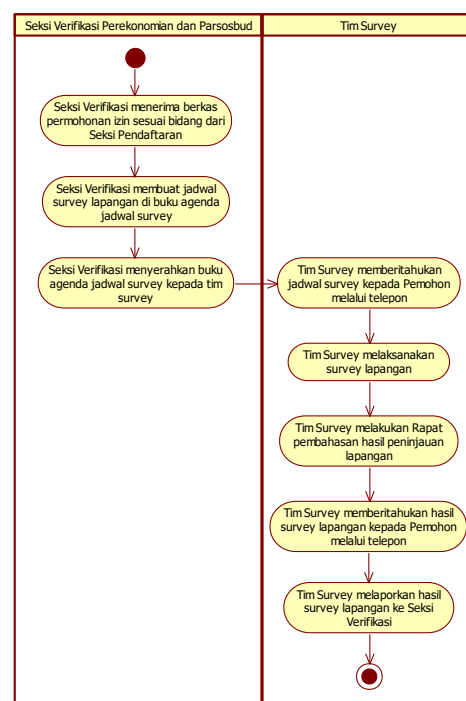 Seksi Verifikasi Perekonomian dan Parsosbud
Tim Survey
Seksi Verifikasi menerima berkas
permohonan izin sesuai bidang dari
Seksi Pendaftaran
Seksi Verifikasi membuat jadwal
survey lapangan di buku agenda
jadwal survey
Seksi Verifikasi menyerahkan buku
agenda jadwal survey kepada tim
survey
Tim Survey memberitahukan
jadwal survey kepada Pemohon
melalui telepon
Tim Survey melaksanakan
survey lapangan
Tim Survey melakukan Rapat
pembahasan hasil peninjauan
lapangan
Tim Survey memberitahukan hasil
survey lapangan kepada Pemohon
melalui telepon
Tim Survey melaporkan hasil
survey lapangan ke Seksi
Verifikasi